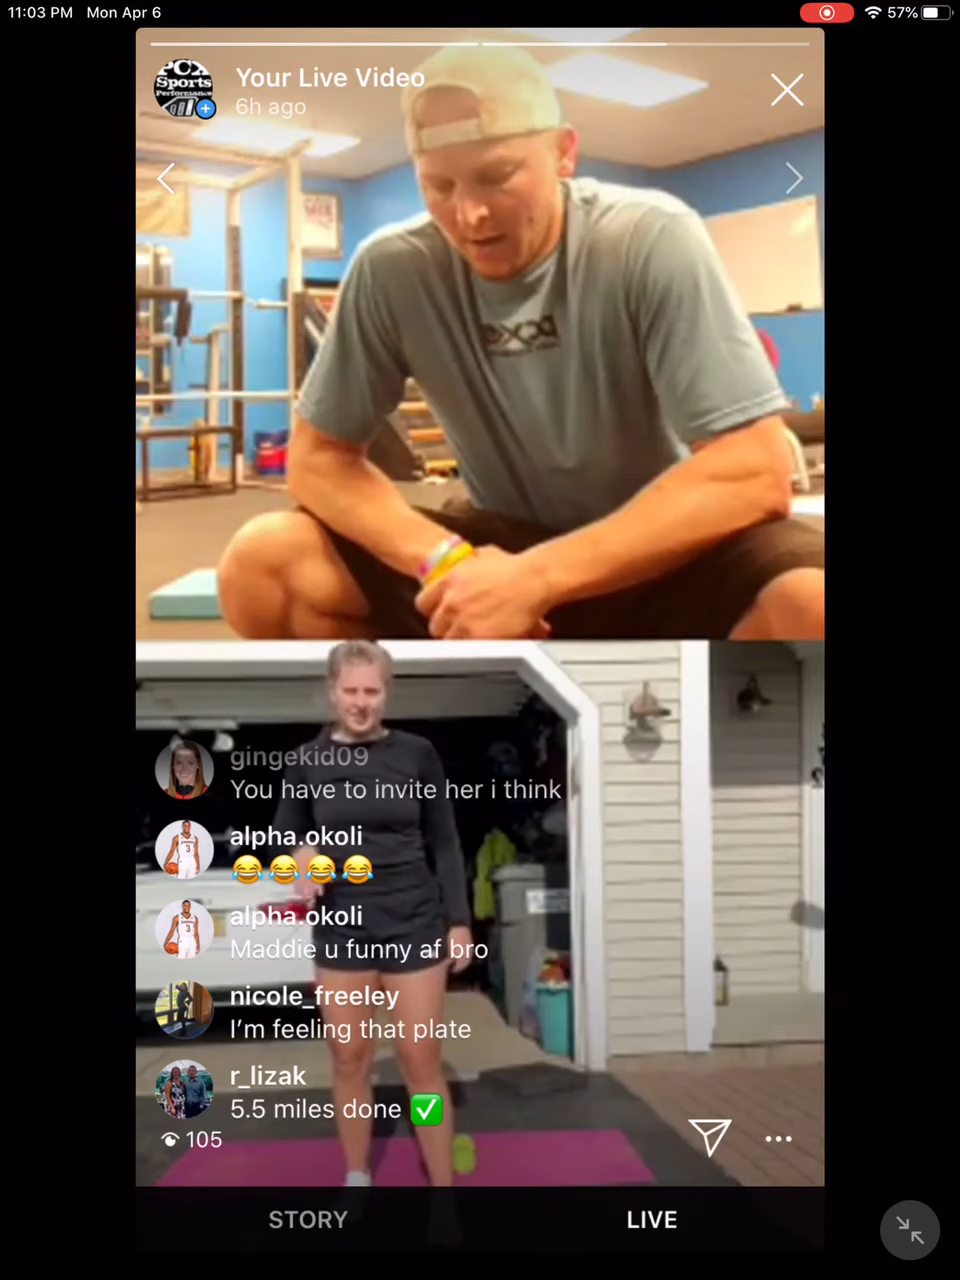 11:03 PM Mon Apr 6 57%
PCX
Sports
Performance
Your Live Video
6h ago
gingekid09
You have to invite her i think
alpha.okoli
😂😂😂😂
alpha.okoli
Maddie u funny af bro
nicole_freeley
I’m feeling that plate
r_lizak
5.5 miles done ✅
105
STORY LIVE